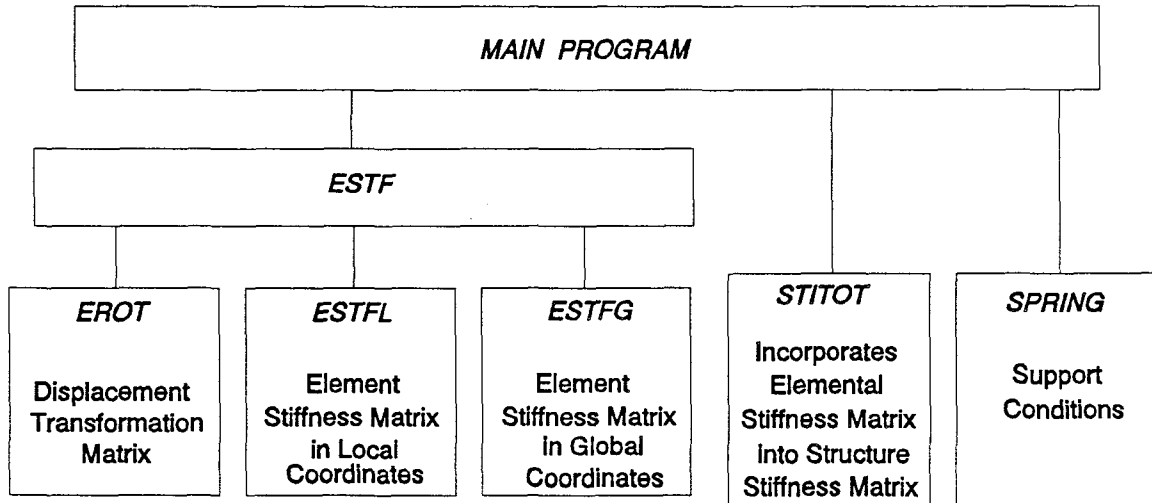 MAIN PROGRAM
ESTF
EROT
Displacement
Transformation
Matrix
ESTFL
Element
Stiffness Matrix
in Local
Coordinates
ESTFG
Element
Stiffness Matrix
in Global
Coordinates
STITOT
Incorporates
Elemental
Stiffness Matrix
into Structure
Stiffness Matrix
SPRING
Support
Conditions